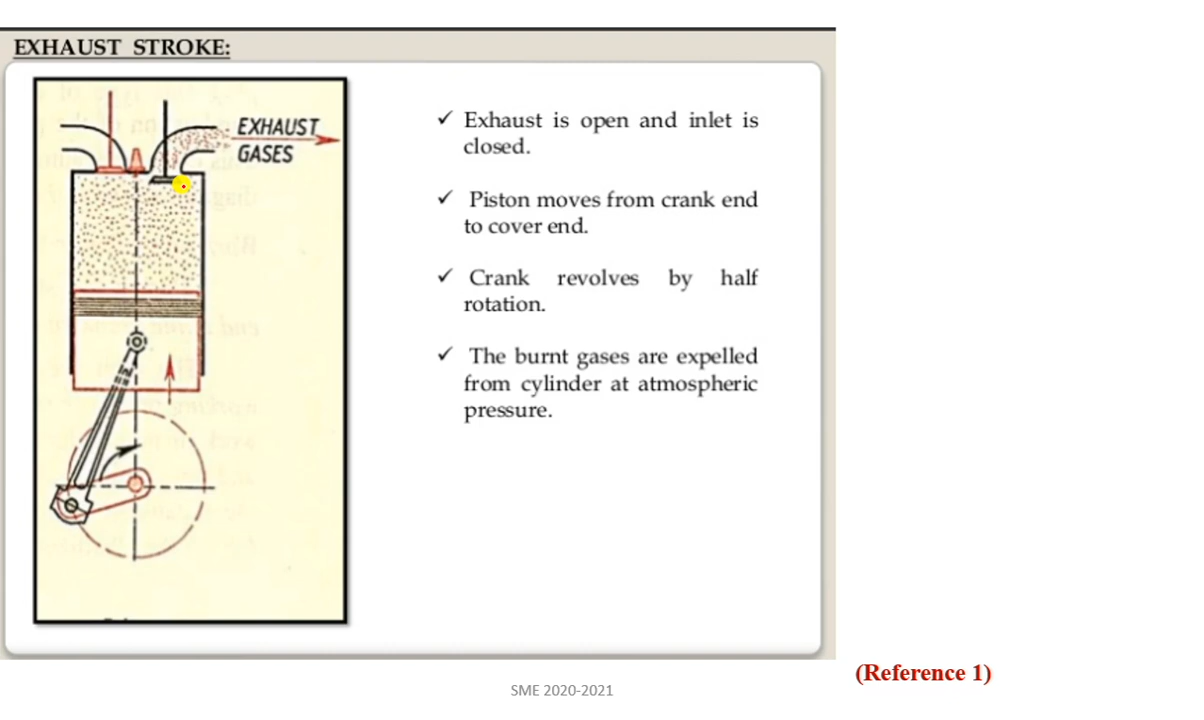 EXHAUST STROKE:
EXHAUST
GASES
✓ Exhaust is open and inlet is
closed.
✓ Piston moves from crank end
to cover end.
✓ Crank revolves by half
rotation.
✓ The burnt gases are expelled
from cylinder at atmospheric
pressure.
(Reference 1)
SME 2020-2021